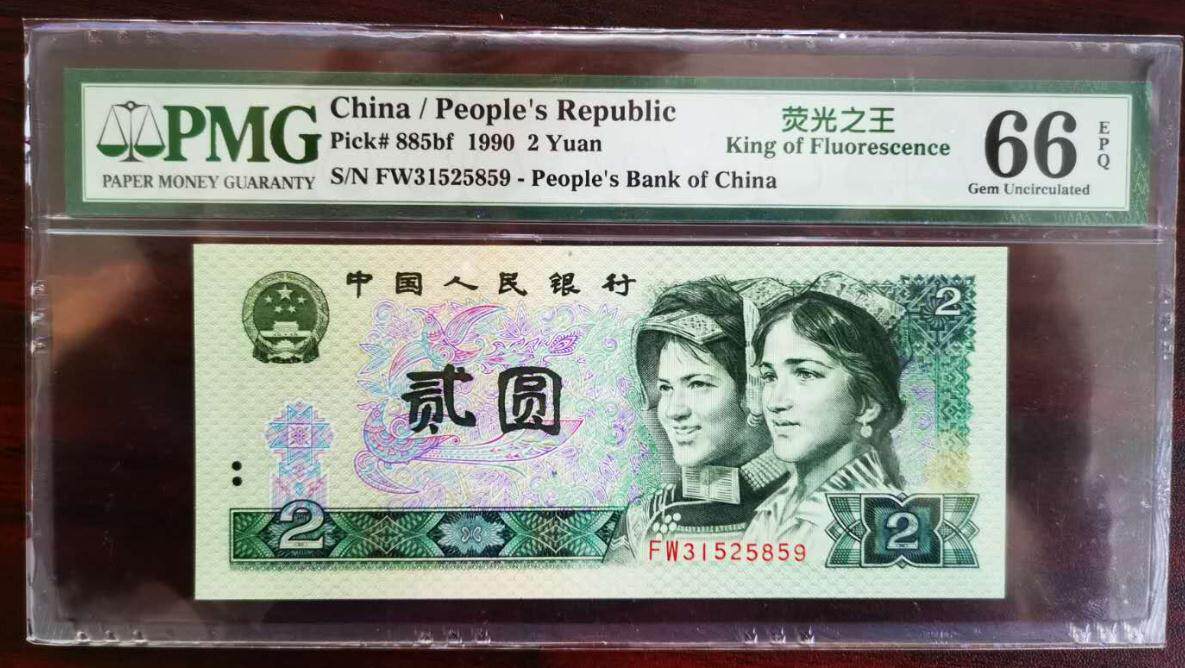 PMG
PAPER MONEY GUARANTY
China / People's Republic
Pick# 885bf 1990 2 Yuan
S/N FW31525859 - People's Bank of China
荧光之王
King of Fluorescence
66
EPQ
Gem Uncirculated
中国人民银行
2
贰圆
2
FW31525859
2